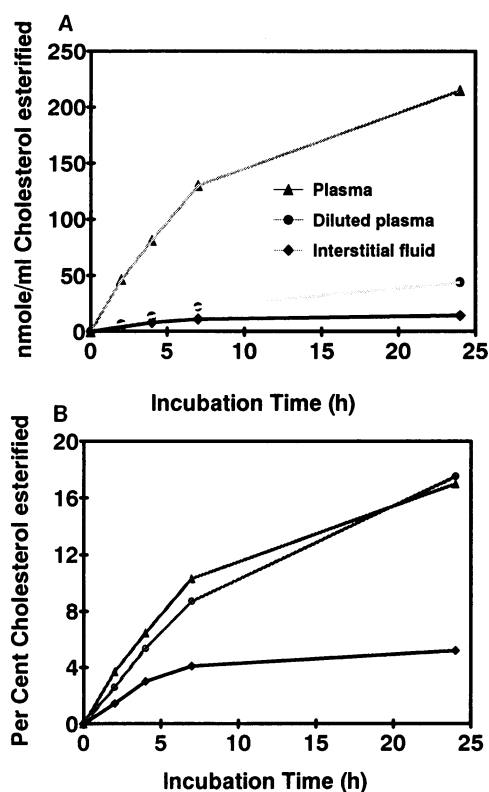 A
nmole/ml Cholesterol esterified
250
200
150
100
50
0
0 5 10 15 20 25
Plasma
Diluted plasma
Interstitial fluid
Incubation Time (h)
B
Per Cent Cholesterol esterified
20
16
12
8
4
0
0 5 10 15 20 25
Incubation Time (h)